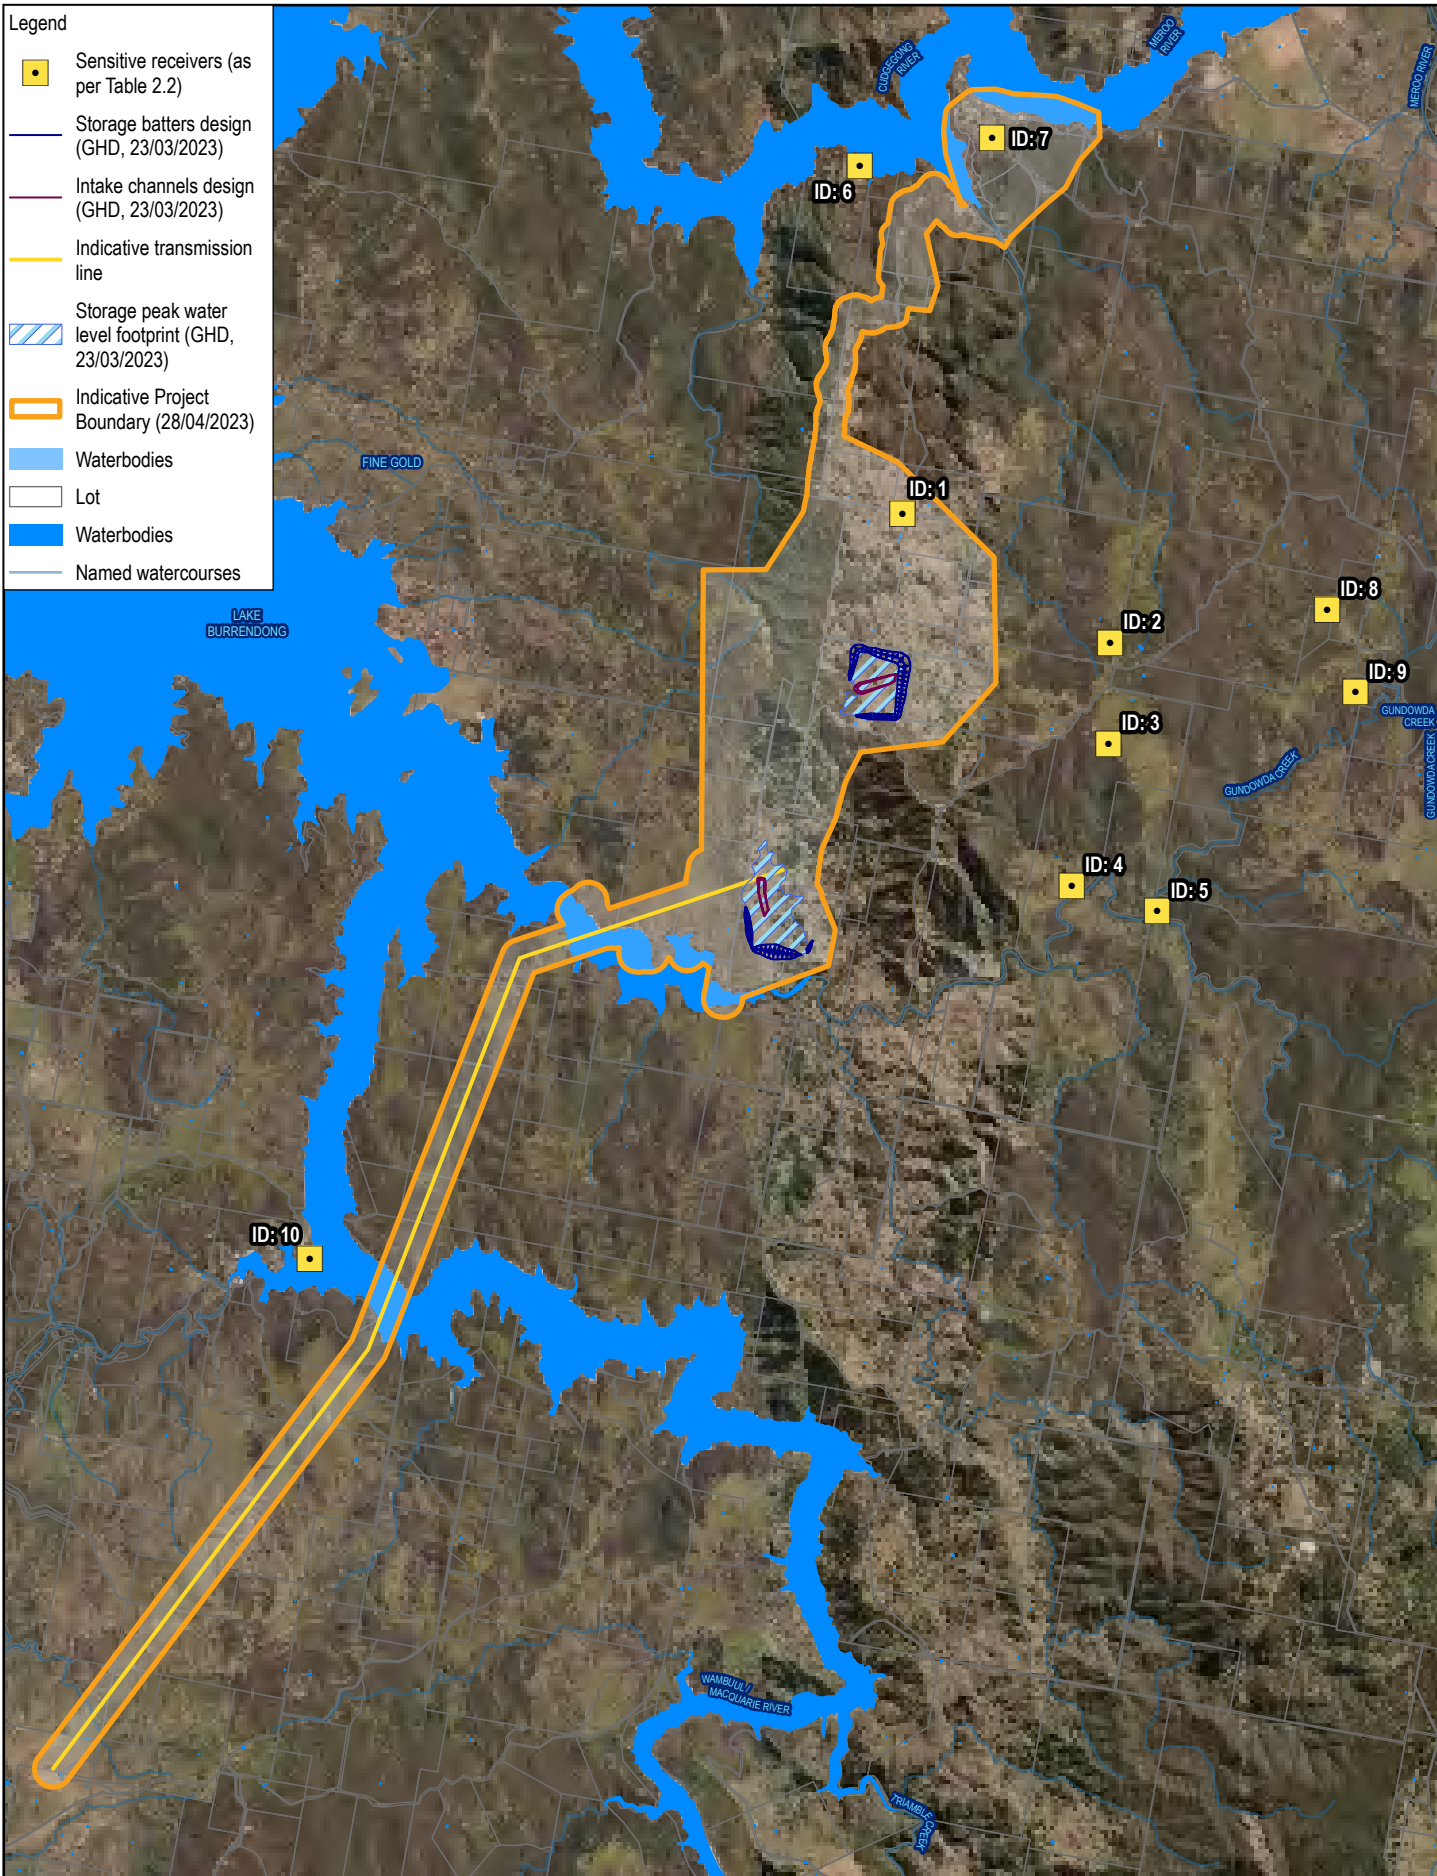 Legend
Sensitive receivers (as
per Table 2.2)
Storage batters design
(GHD, 23/03/2023)
Intake channels design
(GHD, 23/03/2023)
Indicative transmission
line
Storage peak water
level footprint (GHD,
23/03/2023)
Indicative Project
Boundary (28/04/2023)
Waterbodies
Lot
Waterbodies
Named watercourses
CUDGEGONG
RIVER
MEROO
RIVER
MEROO RIVER
ID: 7
ID: 6
FINE GOLD
ID: 1
ID: 8
LAKE
BURRENDONG
ID: 2
ID: 9
GUNDOWDA
CREEK
ID: 3
GUNDOWDA CREEK
GUNDOWDA CREEK
ID: 4
ID: 5
ID: 10
WAMBUUL/
MACQUARIE RIVER
TRIAMBLE
CREEK